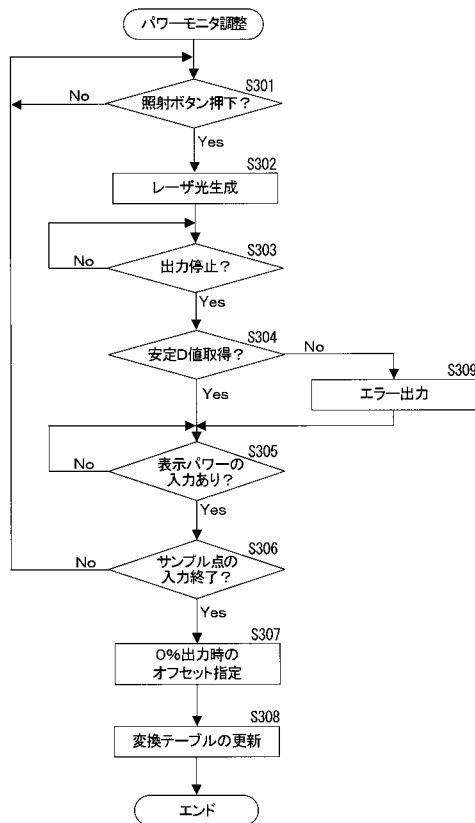 パワーモニタ調整
S301
照射ボタン押下?
No
Yes
S302
レーザ光生成
S303
出力停止?
No
Yes
S304
安定D値取得?
No
Yes
S309
エラー出力
S305
表示パワーの
入力あり?
No
Yes
S306
サンプル点の
入力終了?
No
Yes
S307
0%出力時の
オフセット指定
S308
変換テーブルの更新
エンド